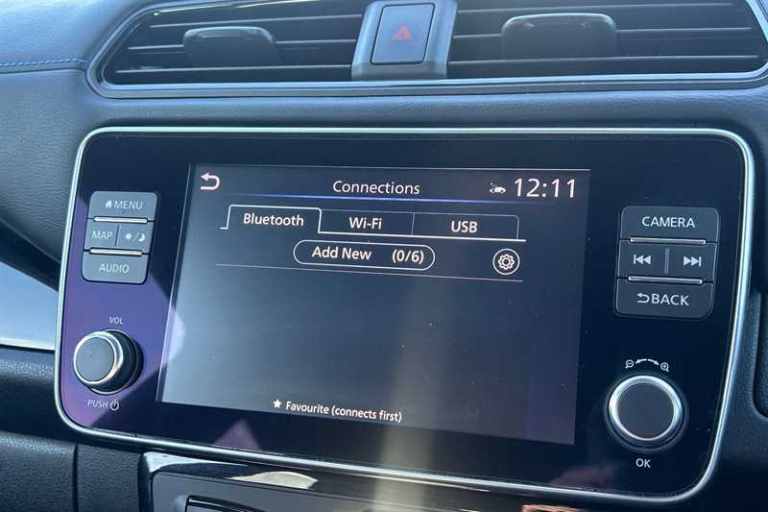 Connections 12:11
Bluetooth Wi-Fi USB
Add New (0/6)
Favourite (connects first)
MENU
MAP
AUDIO
VOL
PUSH
CAMERA
BACK
OK